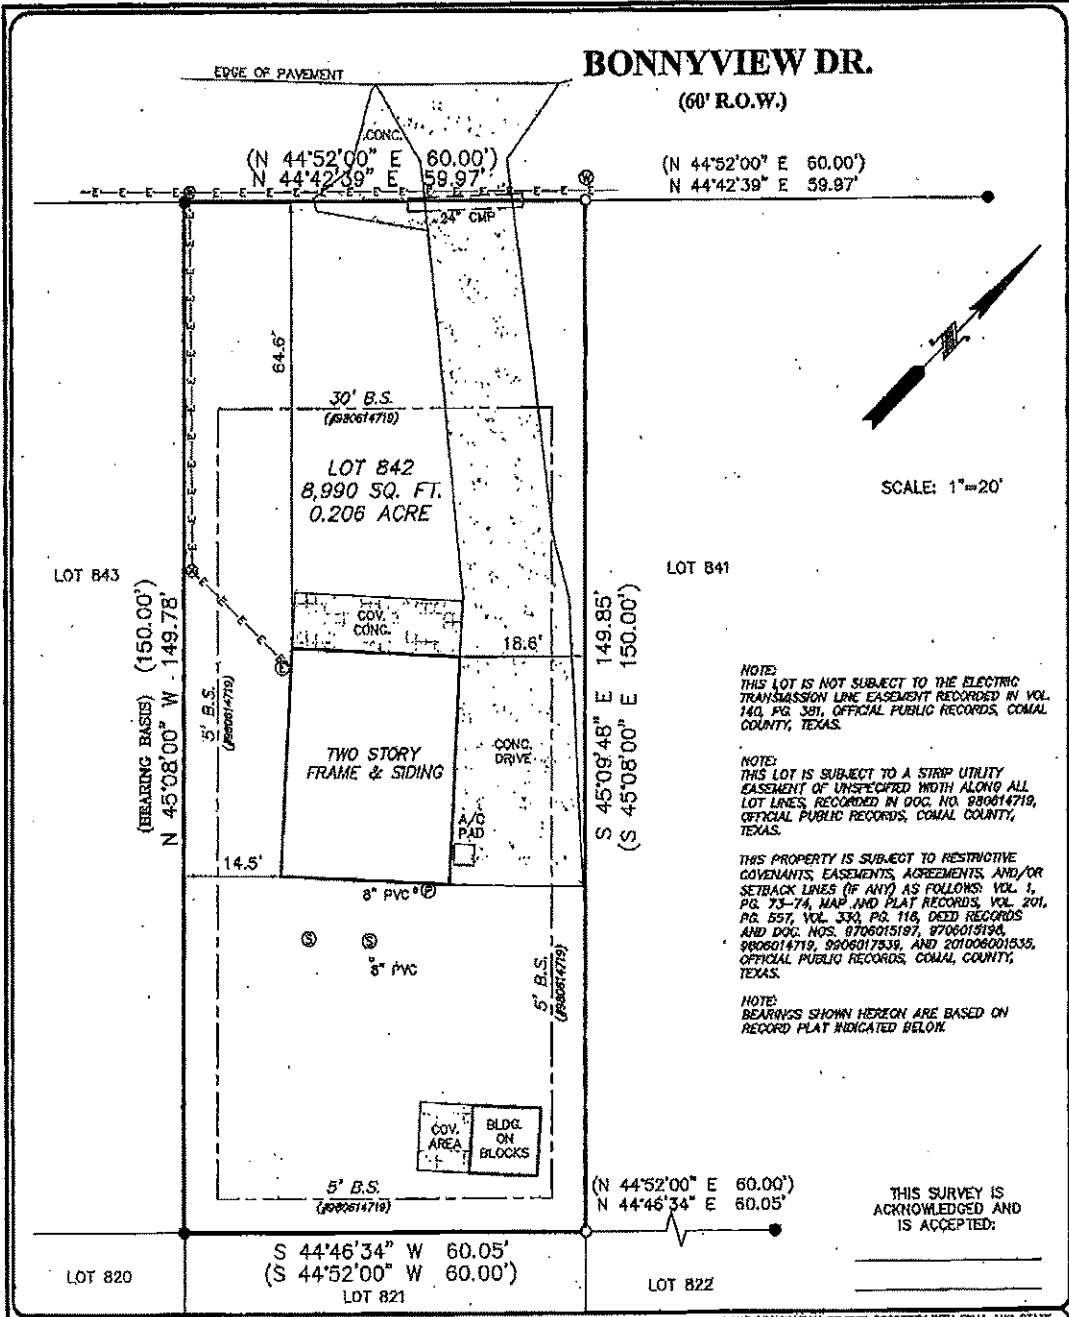 BONNYVIEW DR.
(60' R.O.W.)
EDGE OF PAVEMENT
CONC.
(N 44°52'00" E 60.00')
N 44°42'39" E 59.97'
(N 44°52'00" E 60.00')
N 44°42'39" E 59.97'
E E E E E E E E E E E E E
W
24" CMP
64.6'
30' B.S.
(#980614719)
LOT 842
8,990 SQ. FT.
0.206 ACRE
SCALE: 1"=20'
LOT 843
LOT 841
(BEARING BASIS) (150.00')
N 45°08'00" W 149.78'
S 45°09'48" E 149.85'
(S 45°08'00" E 150.00')
COV.
CONC.
18.6'
5' B.S.
(#980614719)
TWO STORY
FRAME & SIDING
CONC.
DRIVE
A/C
PAD
14.5'
8" PVC
P
S
S
8" PVC
5' B.S.
(#980614719)
COV.
AREA
BLDG.
ON
BLOCKS
5' B.S.
(#980614719)
NOTE:
THIS LOT IS NOT SUBJECT TO THE ELECTRIC
TRANSMISSION LINE EASEMENT RECORDED IN VOL.
140, PG. 381, OFFICIAL PUBLIC RECORDS, COMAL
COUNTY, TEXAS.
NOTE:
THIS LOT IS SUBJECT TO A STRIP UTILITY
EASEMENT OF UNSPECIFIED WIDTH ALONG ALL
LOT LINES, RECORDED IN DOC. NO. 980614719,
OFFICIAL PUBLIC RECORDS, COMAL COUNTY,
TEXAS.
THIS PROPERTY IS SUBJECT TO RESTRICTIVE
COVENANTS, EASEMENTS, AGREEMENTS, AND/OR
SETBACK LINES (IF ANY) AS FOLLOWS: VOL. 1,
PG. 73-74, MAP AND PLAT RECORDS, VOL. 201,
PG. 557, VOL. 330, PG. 116, DEED RECORDS
AND DOC. NOS. 9706015197, 9706015198,
9806014719, 9906017539, AND 201006001535,
OFFICIAL PUBLIC RECORDS, COMAL COUNTY,
TEXAS.
NOTE:
BEARINGS SHOWN HEREON ARE BASED ON
RECORD PLAT INDICATED BELOW.
(N 44°52'00" E 60.00')
N 44°46'34" E 60.05'
THIS SURVEY IS
ACKNOWLEDGED AND
IS ACCEPTED:
S 44°46'34" W 60.05'
(S 44°52'00" W 60.00')
LOT 820
LOT 821
LOT 822